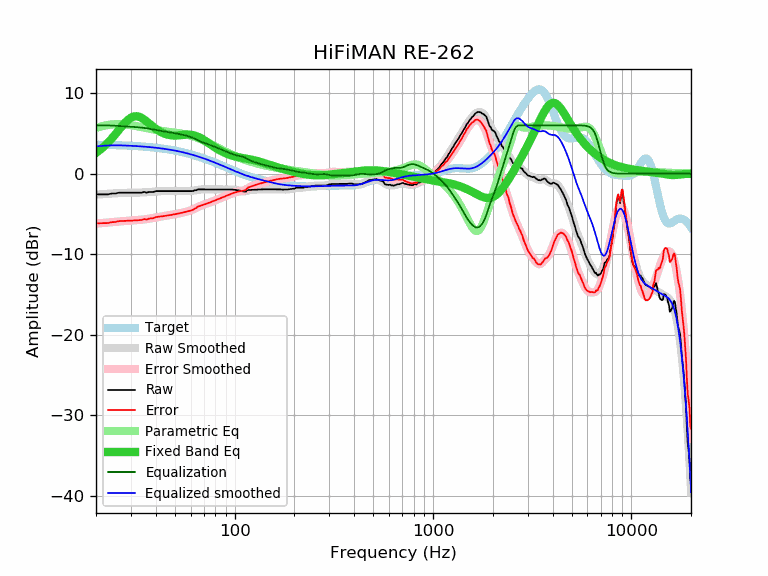 HiFiMAN RE-262
10
0
−10
−20
−30
−40
Amplitude (dBr)
Target
Raw Smoothed
Error Smoothed
Raw
Error
Parametric Eq
Fixed Band Eq
Equalization
Equalized smoothed
100
1000
10000
Frequency (Hz)